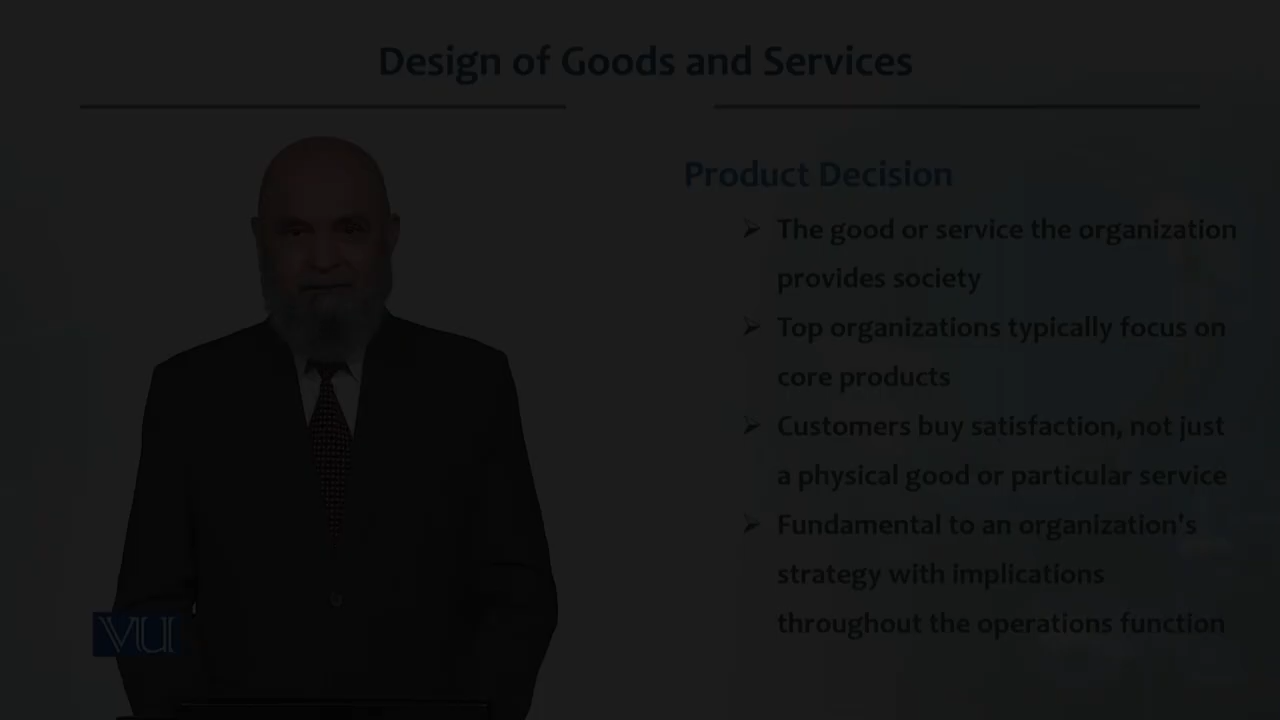 Design of Goods and Services
Product Decision
➢ The good or service the organization
provides society
➢ Top organizations typically focus on
core products
➢ Customers buy satisfaction, not just
a physical good or particular service
➢ Fundamental to an organization's
strategy with implications
throughout the operations function
VU